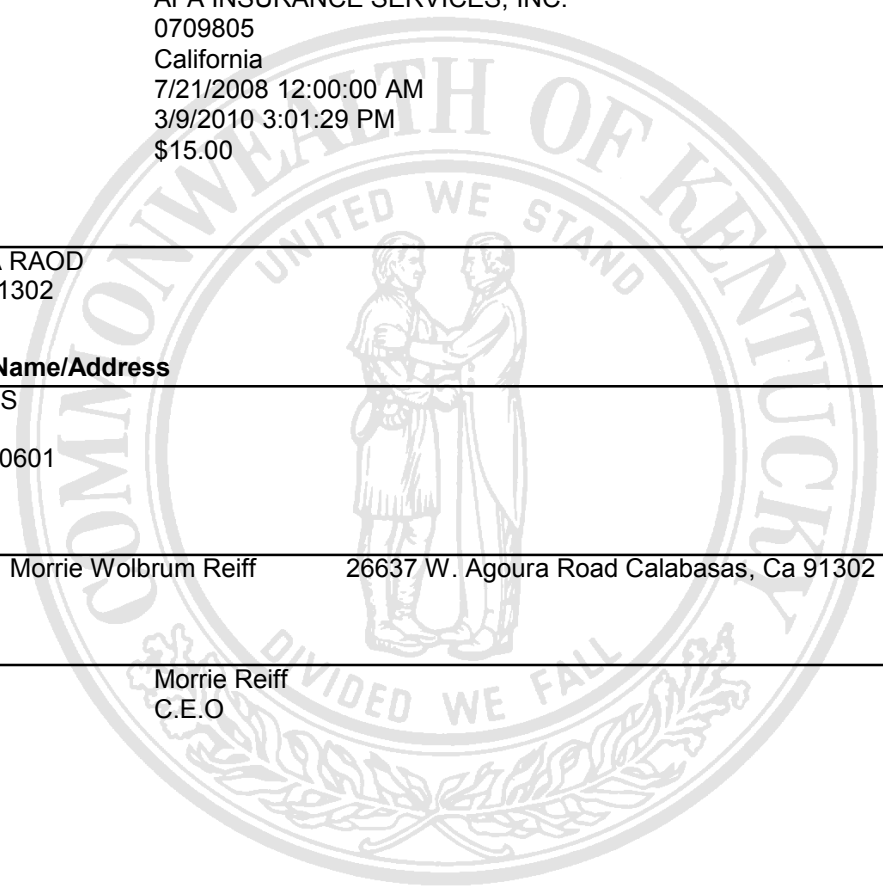 INSURANCE SERVICES, INC.
0709805
California
7/21/2008 12:00:00 AM
3/9/2010 3:01:29 PM
$15.00
COMMONWEALTH OF KENTUCKY
UNITED WE STAND
RAOD
1302
Name/Address
S
0601
Morrie Wolbrum Reiff 26637 W. Agoura Road Calabasas, Ca 91302
Morrie Reiff
C.E.O
DIVIDED WE FALL